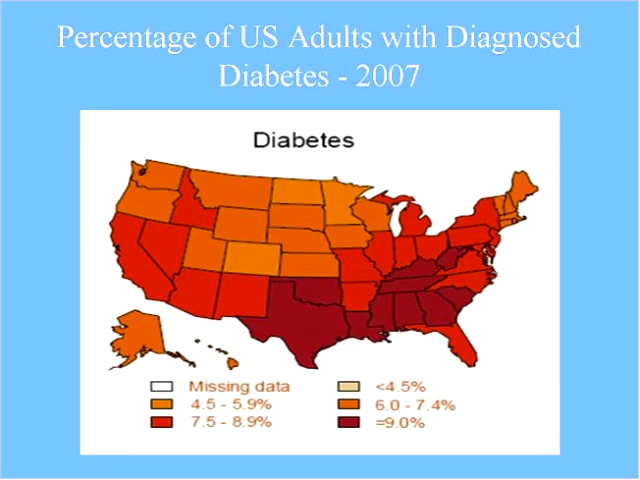 Percentage of US Adults with Diagnosed
Diabetes - 2007
Diabetes
Missing data <4.5%
4.5 - 5.9% 6.0 - 7.4%
7.5 - 8.9% =9.0%